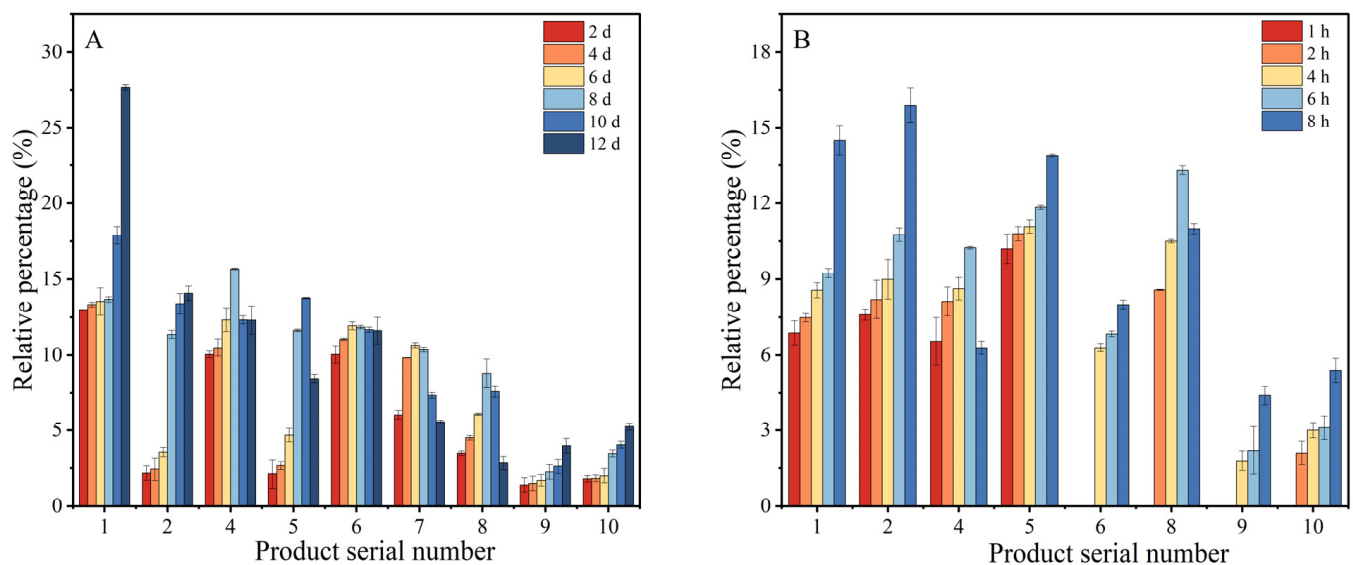 A
2 d
4 d
6 d
8 d
10 d
12 d
30
25
20
15
10
5
0
Relative percentage (%)
1 2 4 5 6 7 8 9 10
Product serial number
B
1 h
2 h
4 h
6 h
8 h
18
15
12
9
6
3
0
Relative percentage (%)
1 2 4 5 6 8 9 10
Product serial number